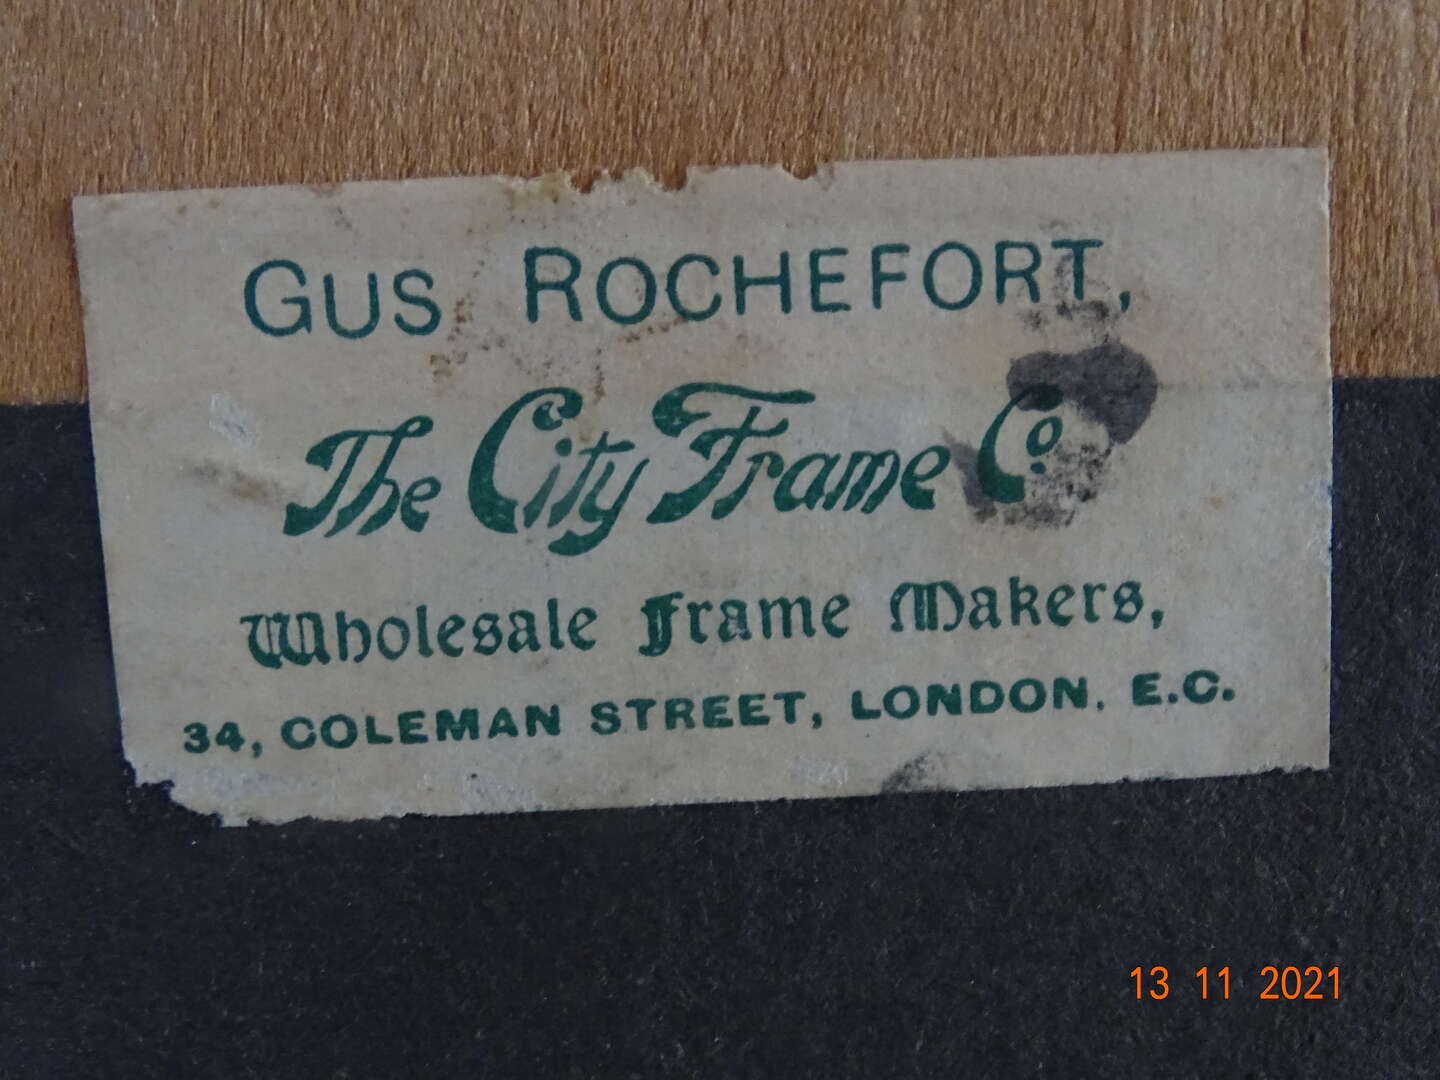 GUS ROCHEFORT,
The City Frame Co
Wholesale Frame Makers,
34, COLEMAN STREET, LONDON. E.C.
13 11 2021